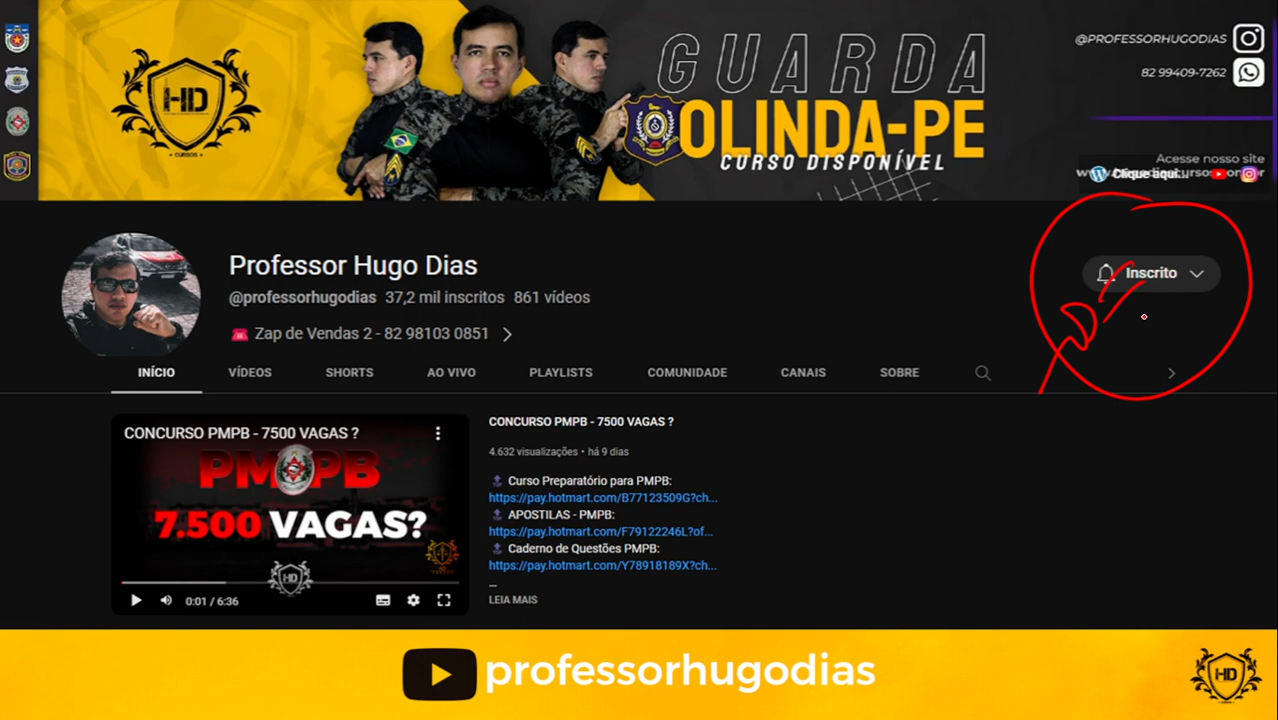 GUARDA
OLINDA-PE
CURSO DISPONÍVEL
HD
CURSOS
@PROFESSORHUGODIAS
82 99409-7262
Acesse nosso site
Clique aqui...
Professor Hugo Dias
@professorhugodias 37,2 mil inscritos 861 vídeos
Zap de Vendas 2 - 82 98103 0851
Inscrito
INÍCIO VÍDEOS SHORTS AO VIVO PLAYLISTS COMUNIDADE CANAIS SOBRE
CONCURSO PMPB - 7500 VAGAS ?
PMPB
7.500 VAGAS?
HD
0:01 / 6:36
CONCURSO PMPB - 7500 VAGAS ?
4.632 visualizações • há 9 dias
Curso Preparatório para PMPB:
https://pay.hotmart.com/B77123509G?ch...
APOSTILAS - PMPB:
https://pay.hotmart.com/F79122246L?of...
Caderno de Questões PMPB:
https://pay.hotmart.com/Y78918189X?ch...
...
LEIA MAIS
professorhugodias
HD